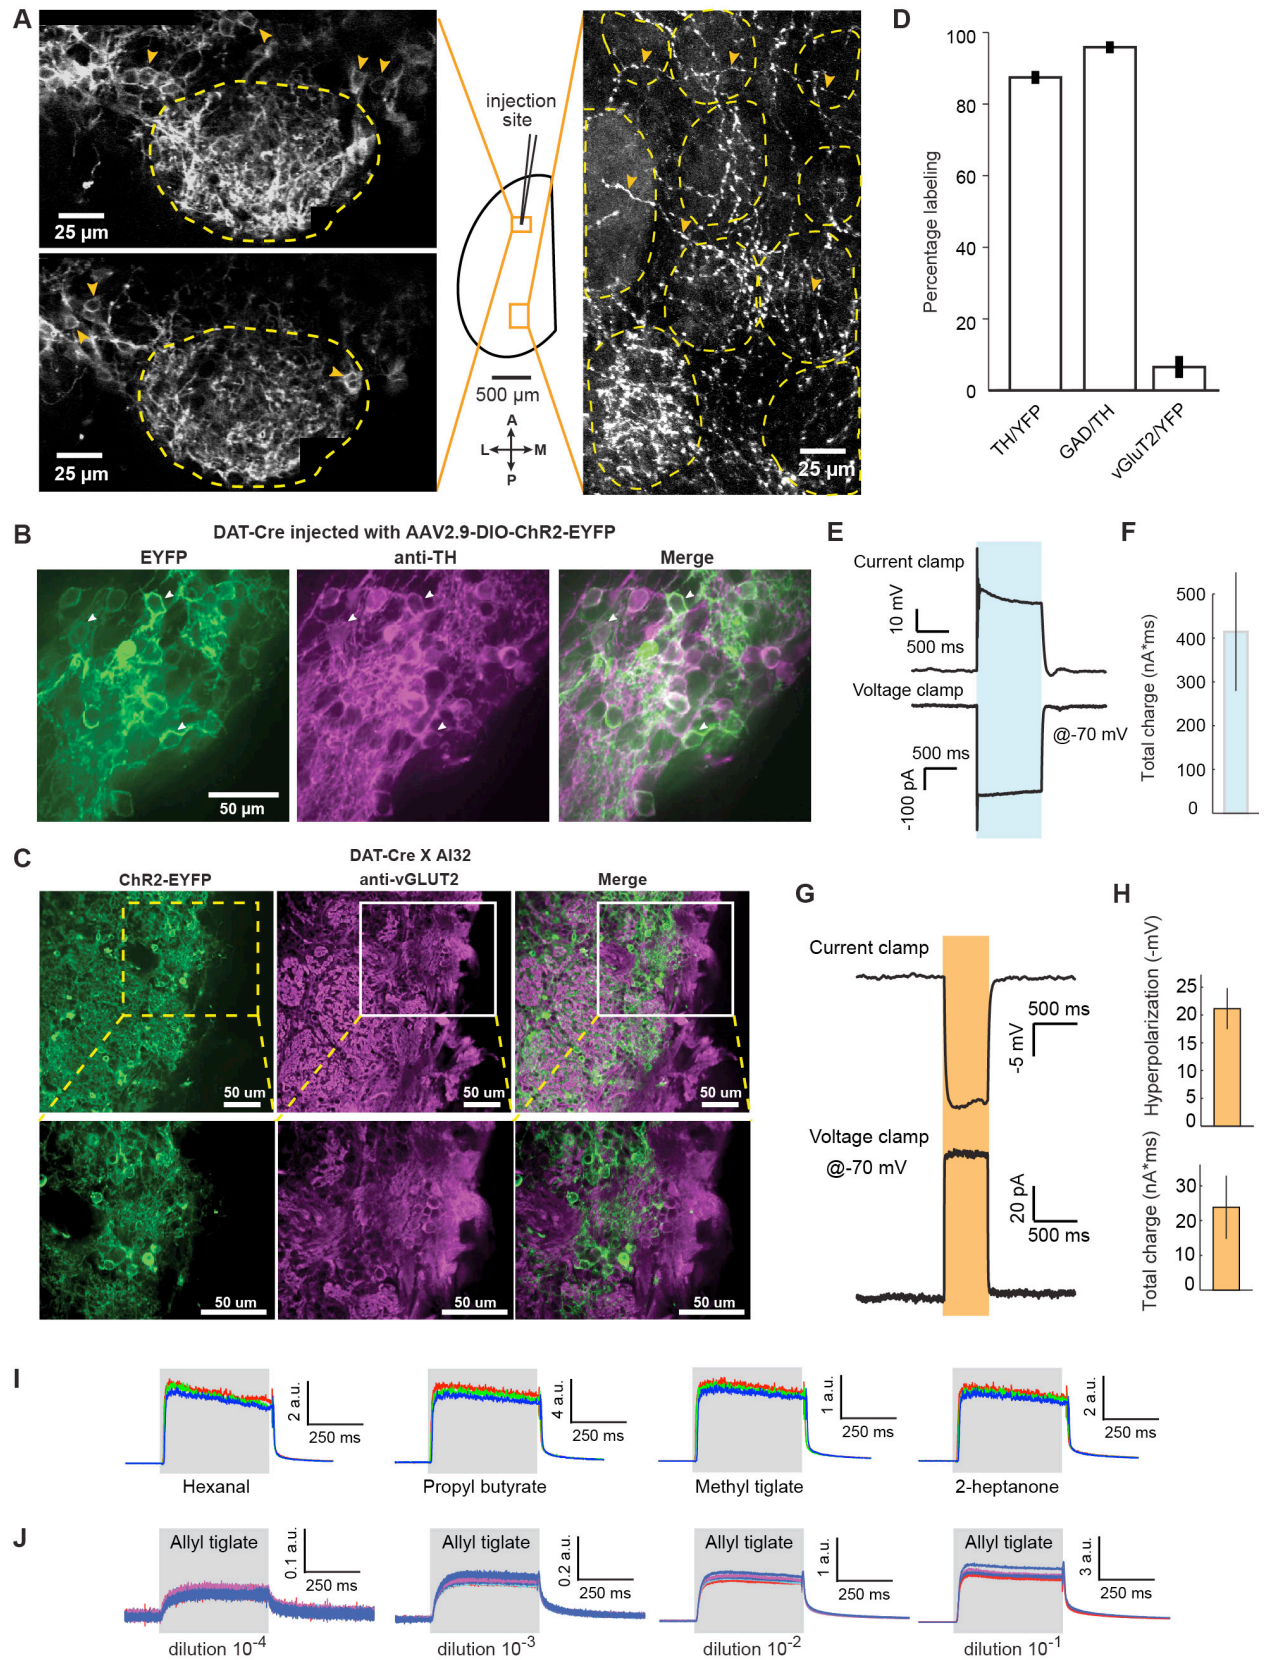 A
25 µm
25 µm
injection
site
500 µm
A
L
M
P
25 µm
D
Percentage labeling
100
80
60
40
20
0
TH/YFP
GAD/TH
vGluT2/YFP
B
DAT-Cre injected with AAV2.9-DIO-ChR2-EYFP
EYFP
anti-TH
Merge
50 µm
C
DAT-Cre X AI32
ChR2-EYFP
anti-vGLUT2
Merge
50 um
50 um
50 um
50 um
50 um
50 um
E
Current clamp
10 mV
500 ms
Voltage clamp
@-70 mV
500 ms
-100 pA
F
Total charge (nA*ms)
500
400
300
200
100
0
G
Current clamp
500 ms
-5 mV
Voltage clamp
@-70 mV
20 pA
500 ms
H
Hyperpolarization (-mV)
25
20
15
10
5
0
Total charge (nA*ms)
30
20
10
0
I
2 a.u.
250 ms
Hexanal
4 a.u.
250 ms
Propyl butyrate
1 a.u.
250 ms
Methyl tiglate
2 a.u.
250 ms
2-heptanone
J
Allyl tiglate
0.1 a.u.
250 ms
dilution 10-4
Allyl tiglate
0.2 a.u.
250 ms
dilution 10-3
Allyl tiglate
1 a.u.
250 ms
dilution 10-2
Allyl tiglate
3 a.u.
250 ms
dilution 10-1